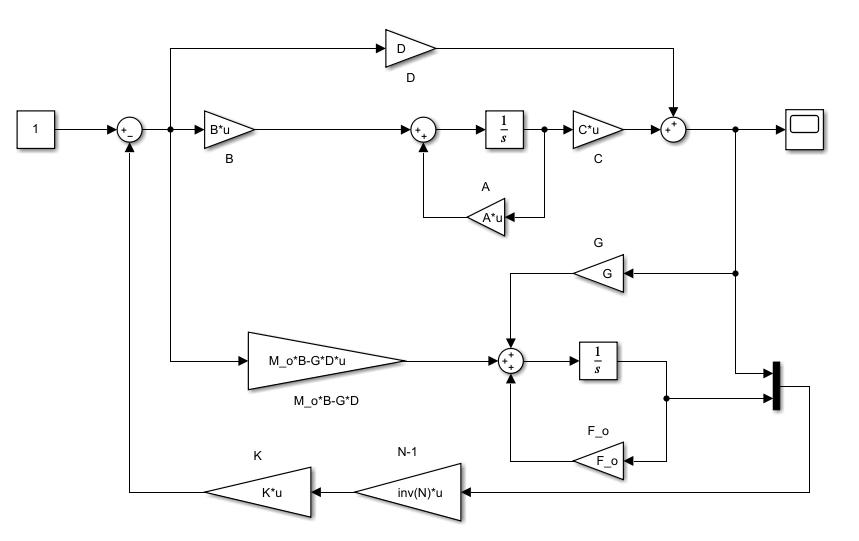 D
D
1
+
−
B*u
B
+
+
1
s
C*u
C
+
+
A
A*u
G
G
M_o*B-G*D*u
M_o*B-G*D
+
+
+
1
s
F_o
F_o
K
K*u
N-1
inv(N)*u